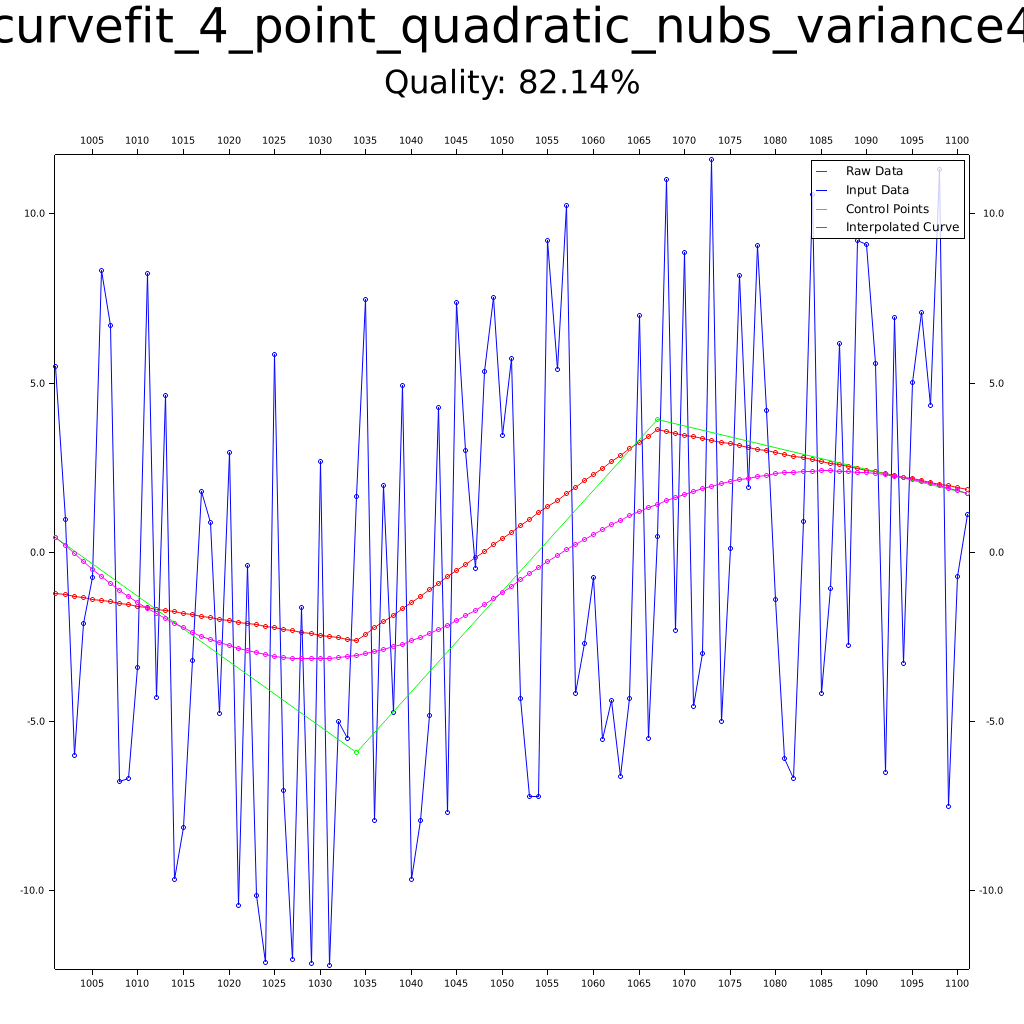 curvefit_4_point_quadratic_nubs_variance4
Quality: 82.14%
1005 1010 1015 1020 1025 1030 1035 1040 1045 1050 1055 1060 1065 1070 1075 1080 1085 1090 1095 1100
Raw Data
Input Data
Control Points
Interpolated Curve
10.0 10.0
5.0 5.0
0.0 0.0
-5.0 -5.0
-10.0 -10.0
1005 1010 1015 1020 1025 1030 1035 1040 1045 1050 1055 1060 1065 1070 1075 1080 1085 1090 1095 1100